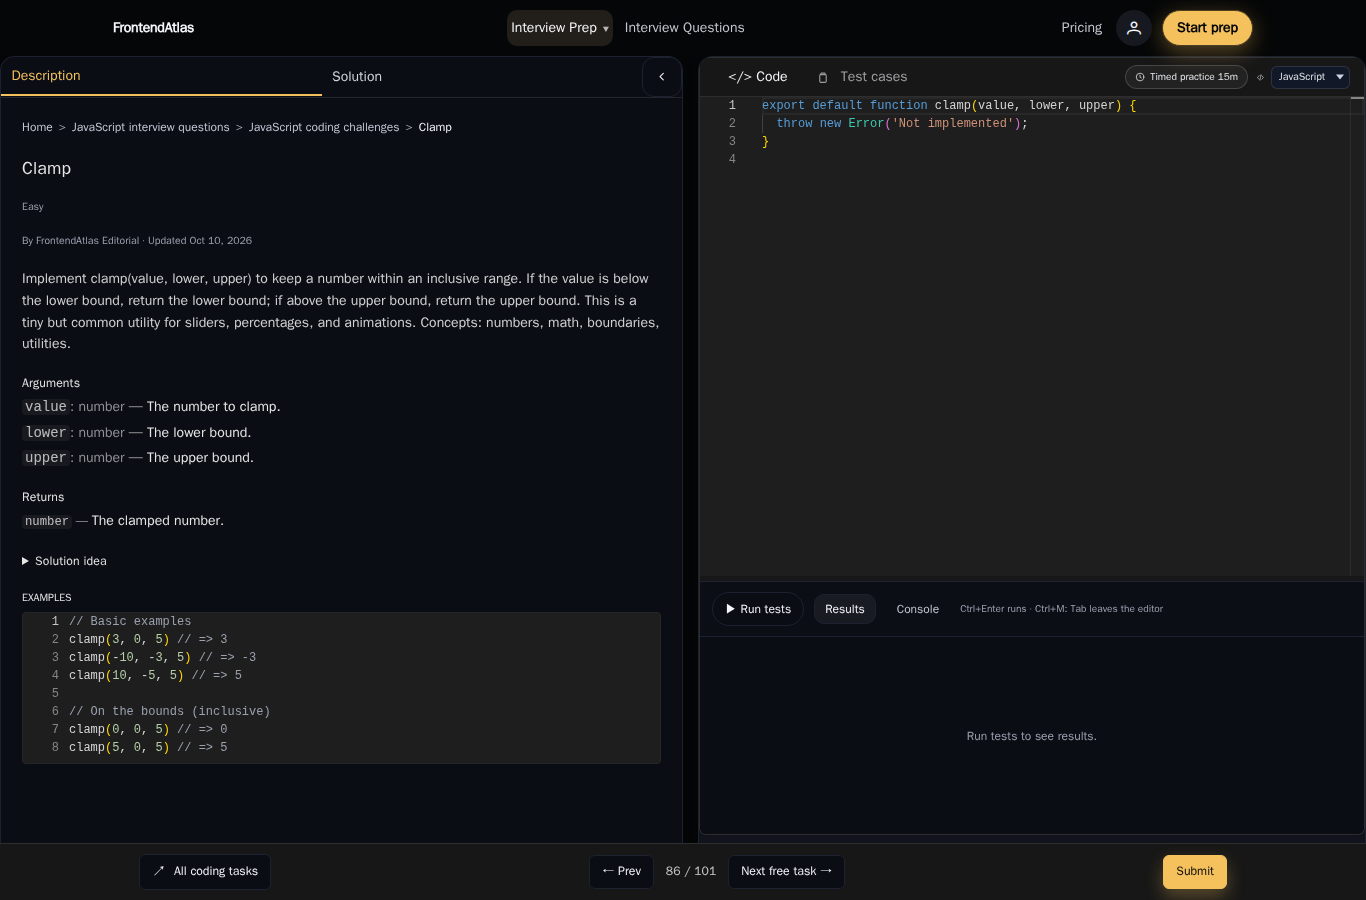 FrontendAtlas
Interview Prep ▾
Interview Questions
Pricing
Start prep
Description
Solution
Home > JavaScript interview questions > JavaScript coding challenges > Clamp
Clamp
Easy
By FrontendAtlas Editorial · Updated Oct 10, 2026
Implement clamp(value, lower, upper) to keep a number within an inclusive range. If the value is below
the lower bound, return the lower bound; if above the upper bound, return the upper bound. This is a
tiny but common utility for sliders, percentages, and animations. Concepts: numbers, math, boundaries,
utilities.
Arguments
value: number — The number to clamp.
lower: number — The lower bound.
upper: number — The upper bound.
Returns
number — The clamped number.
▶ Solution idea
EXAMPLES
1 // Basic examples
2 clamp(3, 0, 5) // => 3
3 clamp(-10, -3, 5) // => -3
4 clamp(10, -5, 5) // => 5
5
6 // On the bounds (inclusive)
7 clamp(0, 0, 5) // => 0
8 clamp(5, 0, 5) // => 5
</> Code
Test cases
Timed practice 15m
JavaScript
1 export default function clamp(value, lower, upper) {
2   throw new Error('Not implemented');
3 }
4
▶ Run tests
Results
Console
Ctrl+Enter runs · Ctrl+M: Tab leaves the editor
Run tests to see results.
All coding tasks
← Prev
86 / 101
Next free task →
Submit